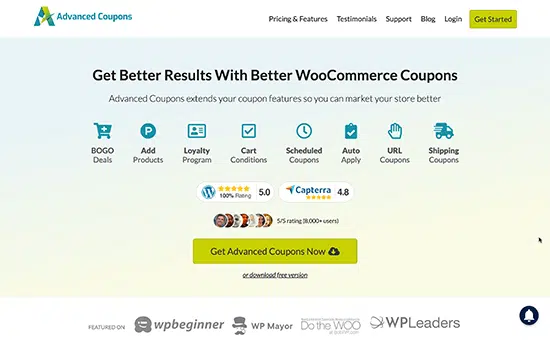 Advanced Coupons
Pricing & Features Testimonials Support Blog Login Get Started
Get Better Results With Better WooCommerce Coupons
Advanced Coupons extends your coupon features so you can market your store better
BOGO Deals
Add Products
Loyalty Program
Cart Conditions
Scheduled Coupons
Auto Apply
URL Coupons
Shipping Coupons
100% Rating 5.0
Capterra 4.8
5/5 rating (8,000+ users)
Get Advanced Coupons Now
or download free version
FEATURED ON wpbeginner WP Mayor Do the WOO WPLeaders